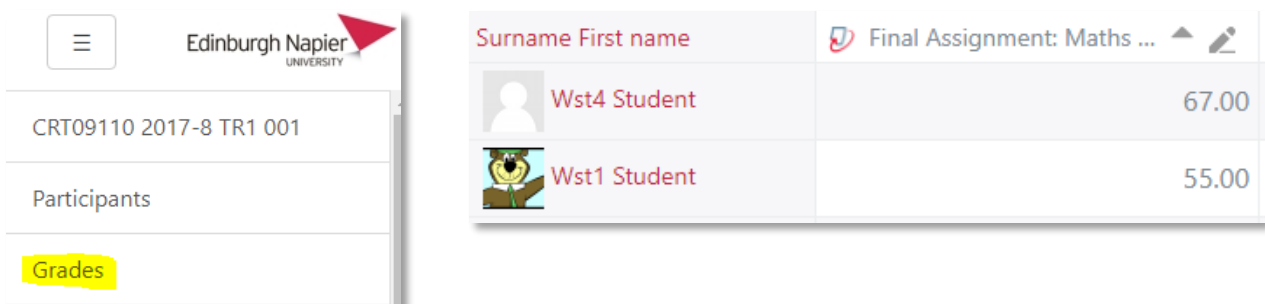 ☰ Edinburgh Napier
UNIVERSITY
CRT09110 2017-8 TR1 001
Participants
Grades
Surname First name Final Assignment: Maths ...
Wst4 Student 67.00
Wst1 Student 55.00